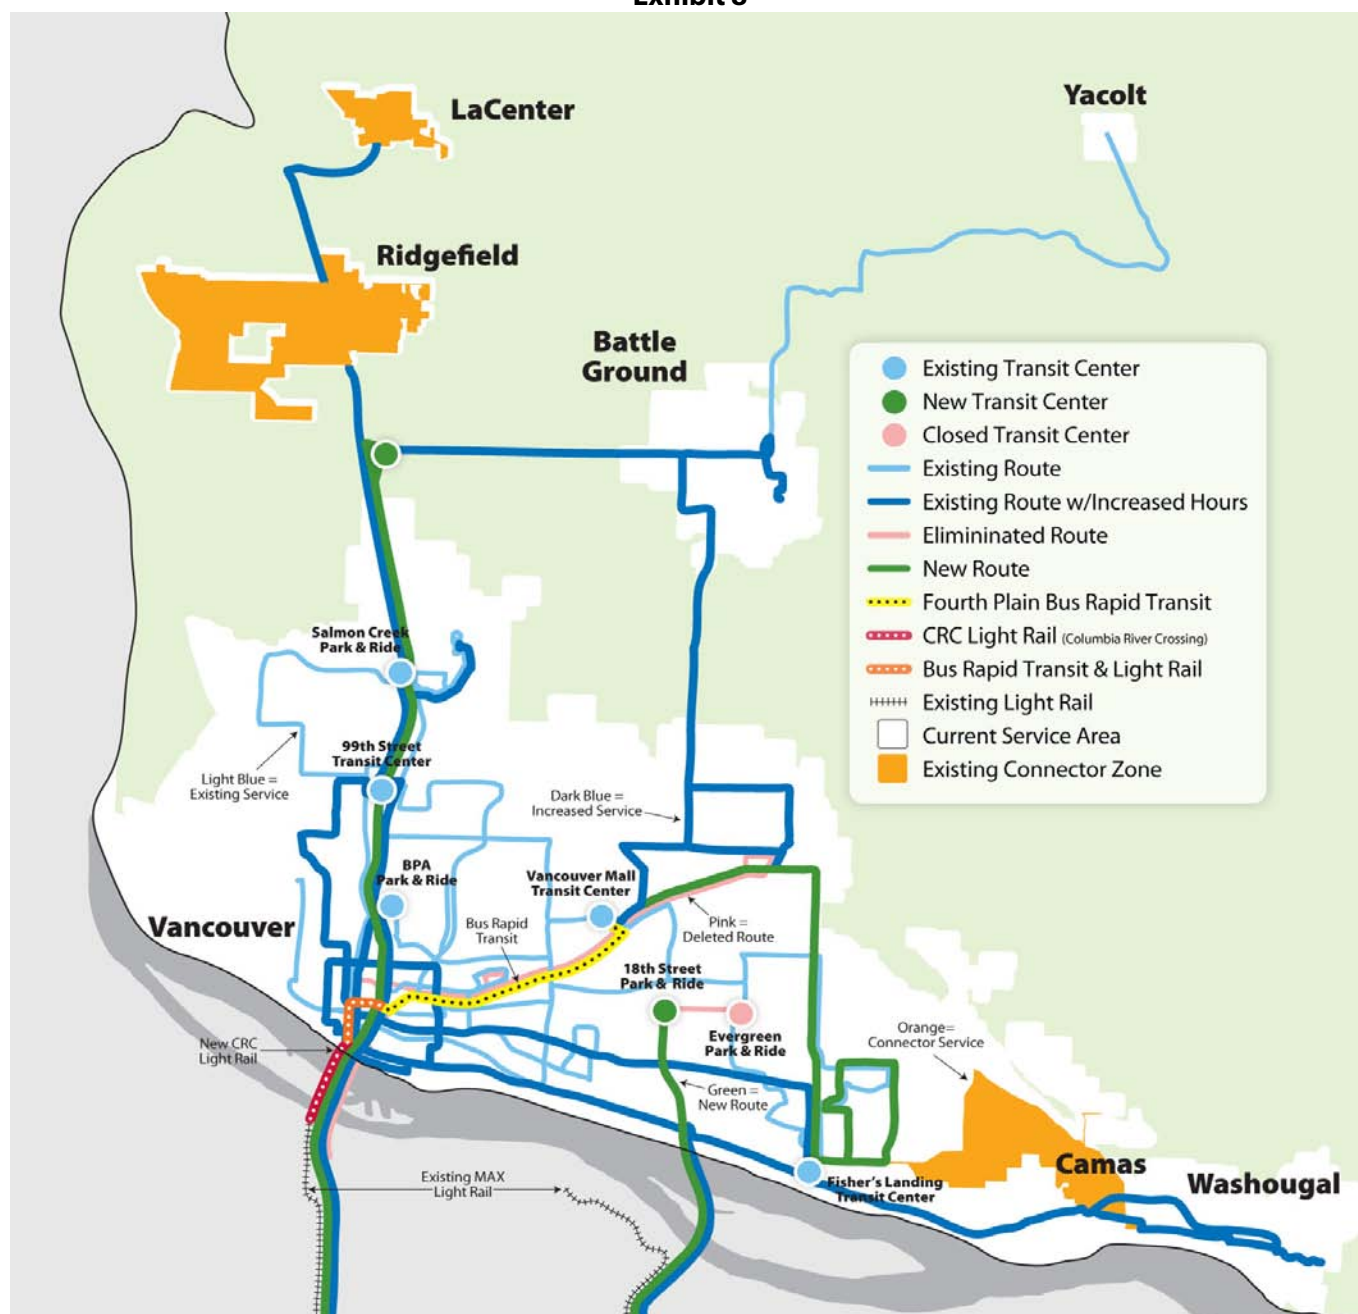 Exhibit 8
LaCenter
Yacolt
Ridgefield
Battle
Ground
Existing Transit Center
New Transit Center
Closed Transit Center
Existing Route
Existing Route w/Increased Hours
Elimininated Route
New Route
Fourth Plain Bus Rapid Transit
CRC Light Rail (Columbia River Crossing)
Bus Rapid Transit & Light Rail
Existing Light Rail
Current Service Area
Existing Connector Zone
Salmon Creek
Park & Ride
99th Street
Transit Center
Light Blue =
Existing Service
Dark Blue =
Increased Service
BPA
Park & Ride
Vancouver Mall
Transit Center
Vancouver
Bus Rapid
Transit
Pink =
Deleted Route
18th Street
Park & Ride
Evergreen
Park & Ride
Orange=
Connector Service
New CRC
Light Rail
Green =
New Route
Existing MAX
Light Rail
Fisher's Landing
Transit Center
Camas
Washougal